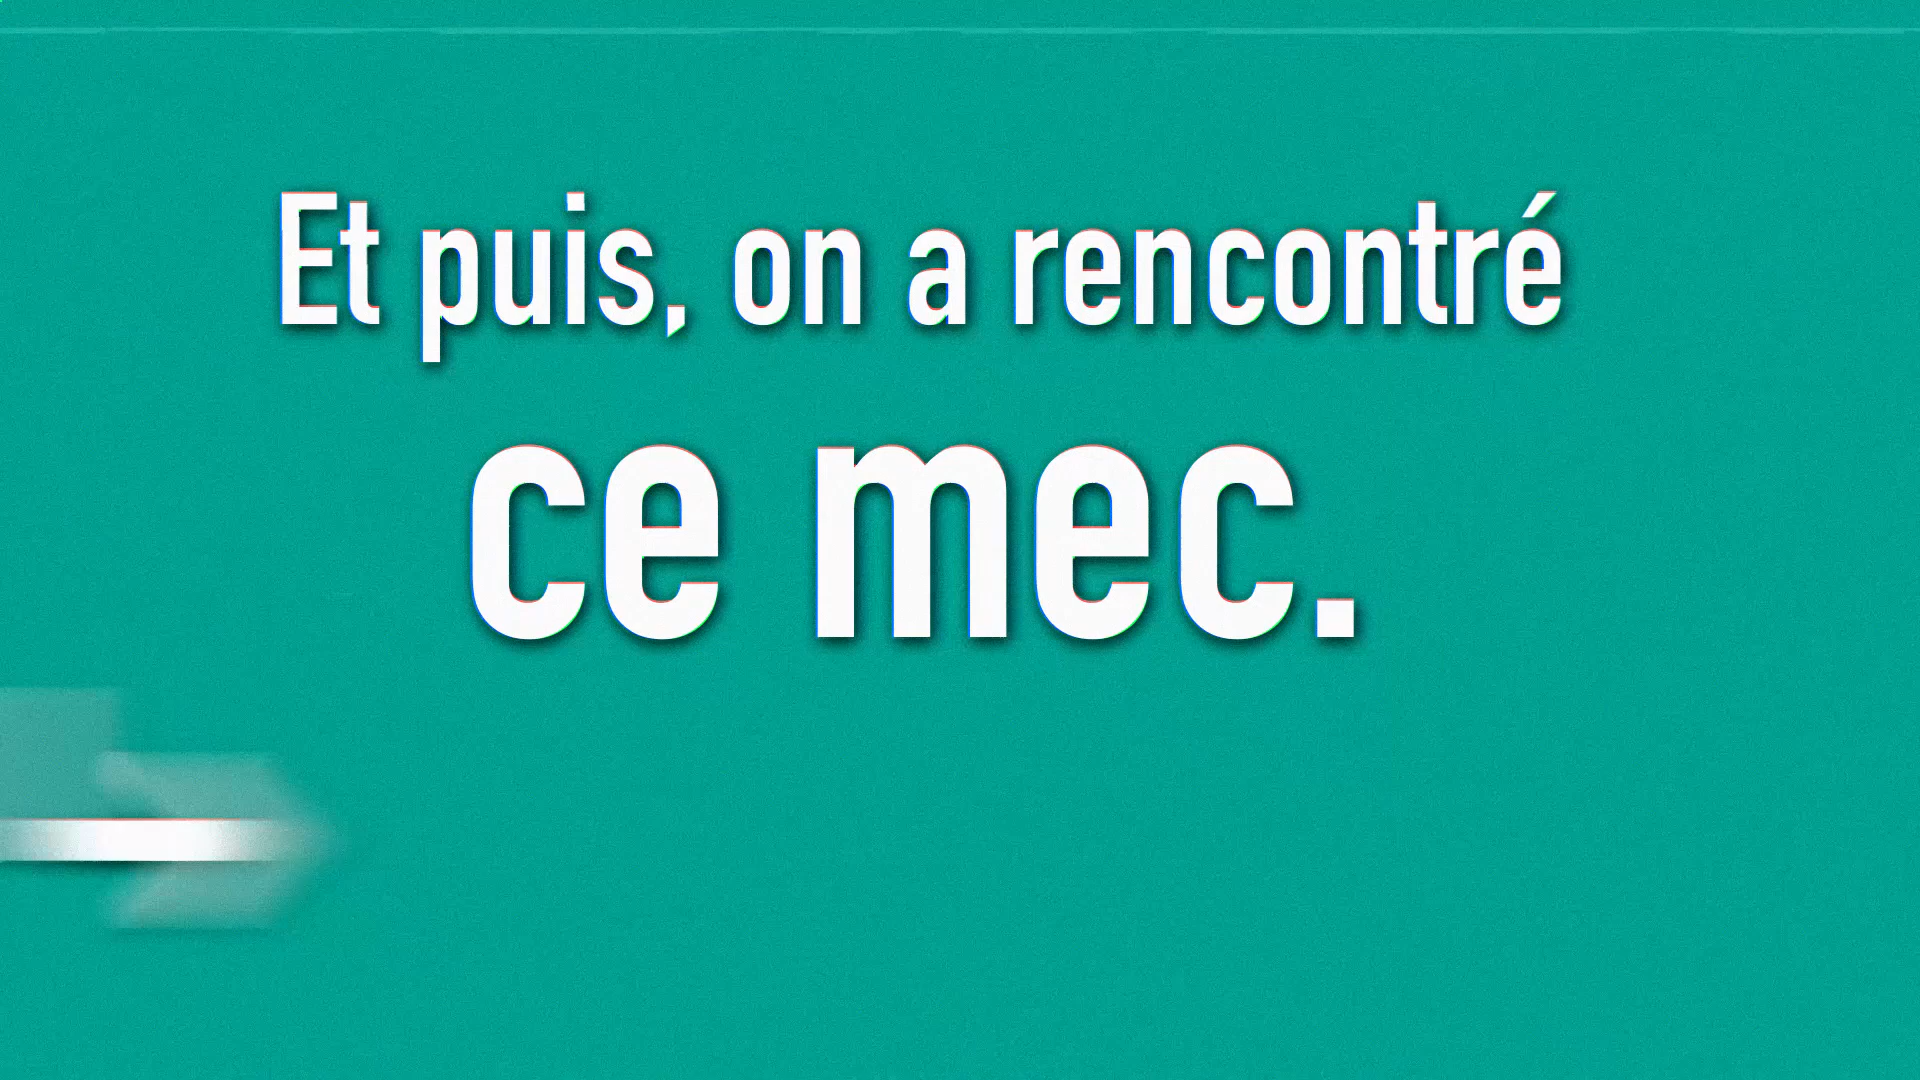 Et puis, on a rencontré
ce mec.